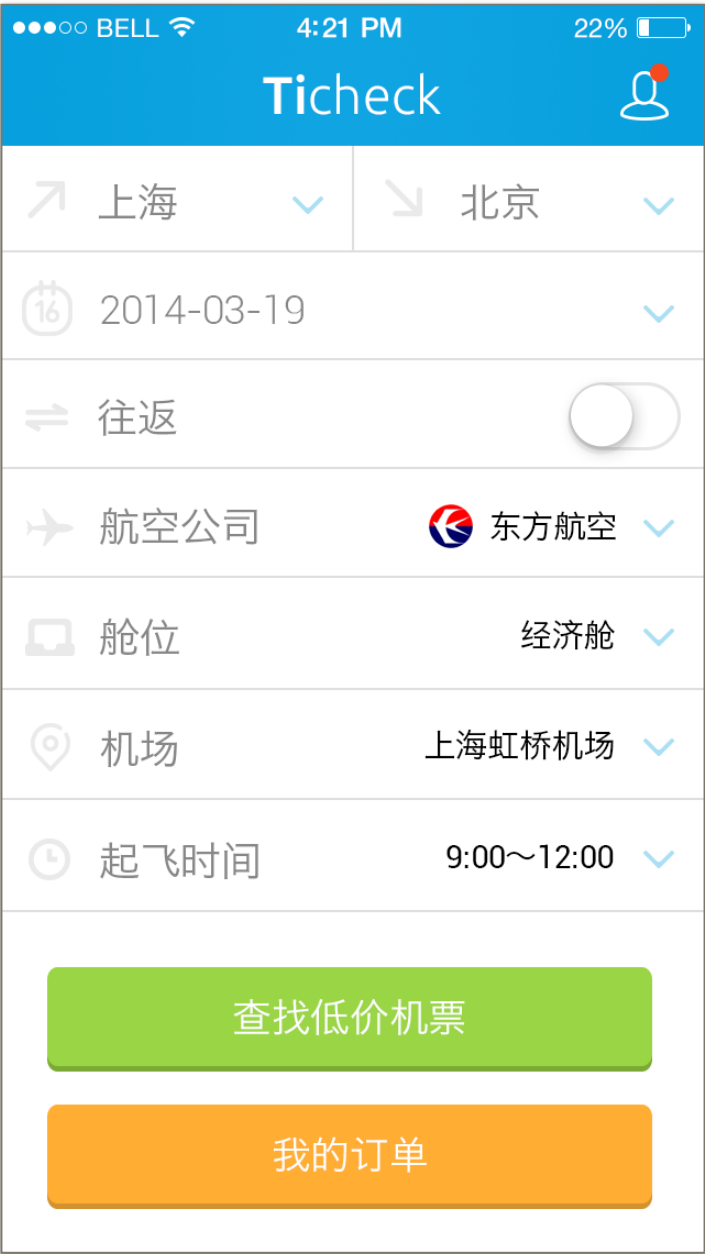 BELL 4:21 PM 22%
Ticheck
上海 北京
16 2014-03-19
往返
航空公司 东方航空
舱位 经济舱
机场 上海虹桥机场
起飞时间 9:00～12:00
查找低价机票
我的订单